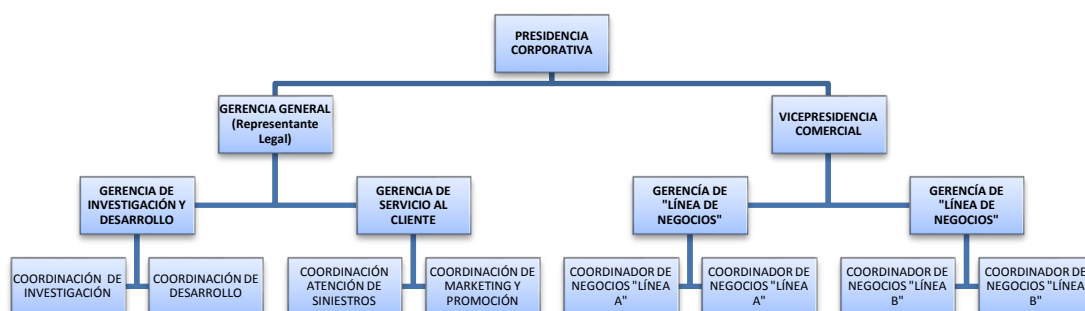 PRESIDENCIA
CORPORATIVA
GERENCIA GENERAL
(Representante
Legal)
VICEPRESIDENCIA
COMERCIAL
GERENCIA DE
INVESTIGACIÓN Y
DESARROLLO
GERENCIA DE
SERVICIO AL
CLIENTE
GERENCÍA DE
"LÍNEA DE
NEGOCIOS"
GERENCÍA DE
"LÍNEA DE
NEGOCIOS"
COORDINACIÓN DE
INVESTIGACIÓN
COORDINACIÓN DE
DESARROLLO
COORDINACIÓN
ATENCIÓN DE
SINIESTROS
COORDINACIÓN DE
MARKETING Y
PROMOCIÓN
COORDINADOR DE
NEGOCIOS "LÍNEA
A"
COORDINADOR DE
NEGOCIOS "LÍNEA
A"
COORDINADOR DE
NEGOCIOS "LÍNEA
B"
COORDINADOR DE
NEGOCIOS "LÍNEA
B"